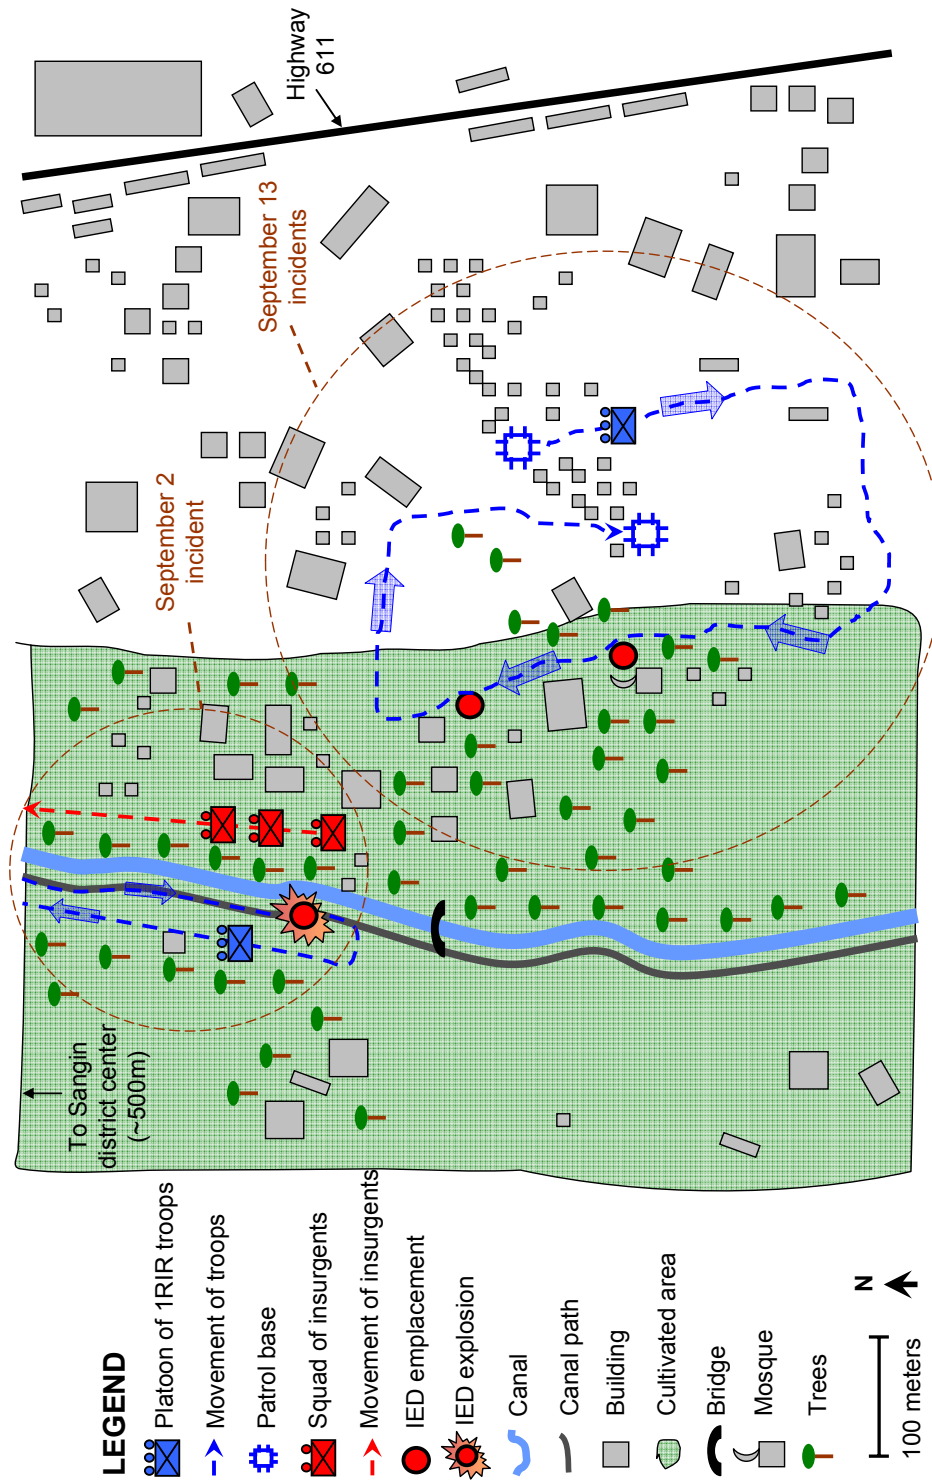 Highway
611
September 13
incidents
September 2
incident
To Sangin
district center
(~500m)
LEGEND
Platoon of 1RIR troops
Movement of troops
Patrol base
Squad of insurgents
Movement of insurgents
IED emplacement
IED explosion
Canal
Canal path
Building
Cultivated area
Bridge
Mosque
Trees
N
100 meters